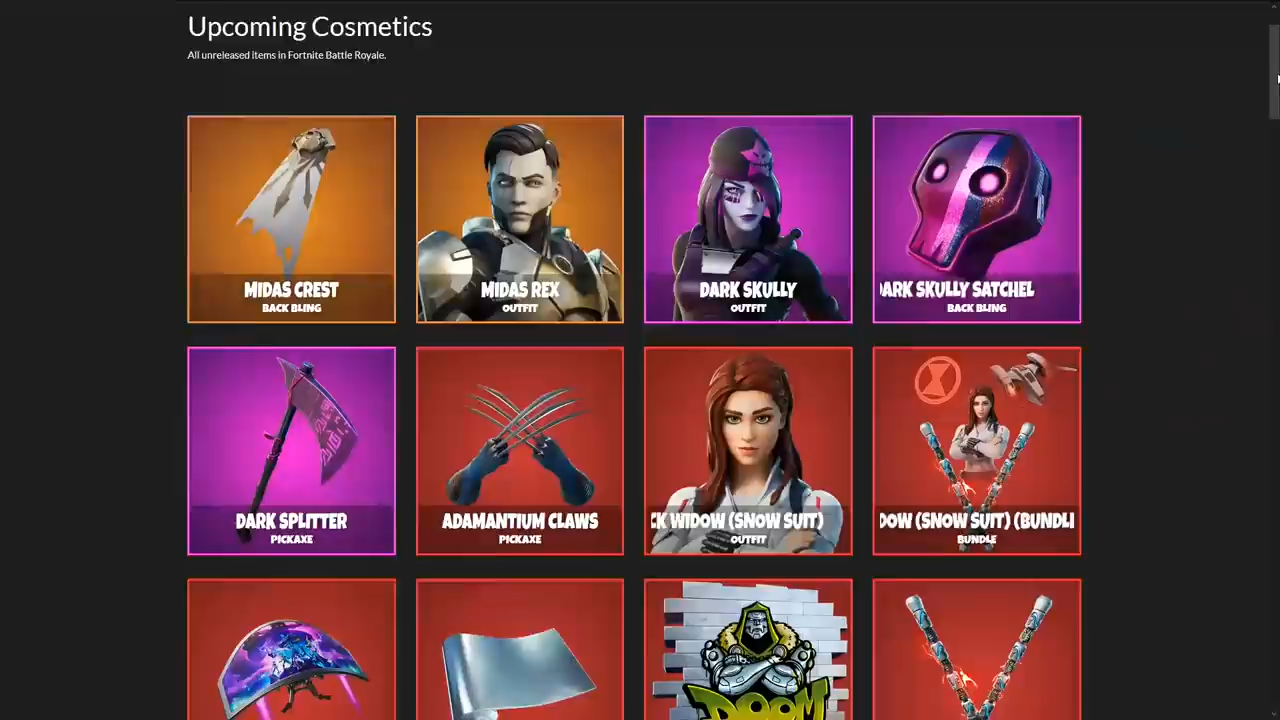 Upcoming Cosmetics
All unreleased items in Fortnite Battle Royale.
MIDAS CREST
BACK BLING
MIDAS REX
OUTFIT
DARK SKULLY
OUTFIT
ARK SKULLY SATCHEL
BACK BLING
DARK SPLITTER
PICKAXE
ADAMANTIUM CLAWS
PICKAXE
CK WIDOW (SNOW SUIT)
OUTFIT
DOW (SNOW SUIT) (BUNDL
BUNDLE
DOOM